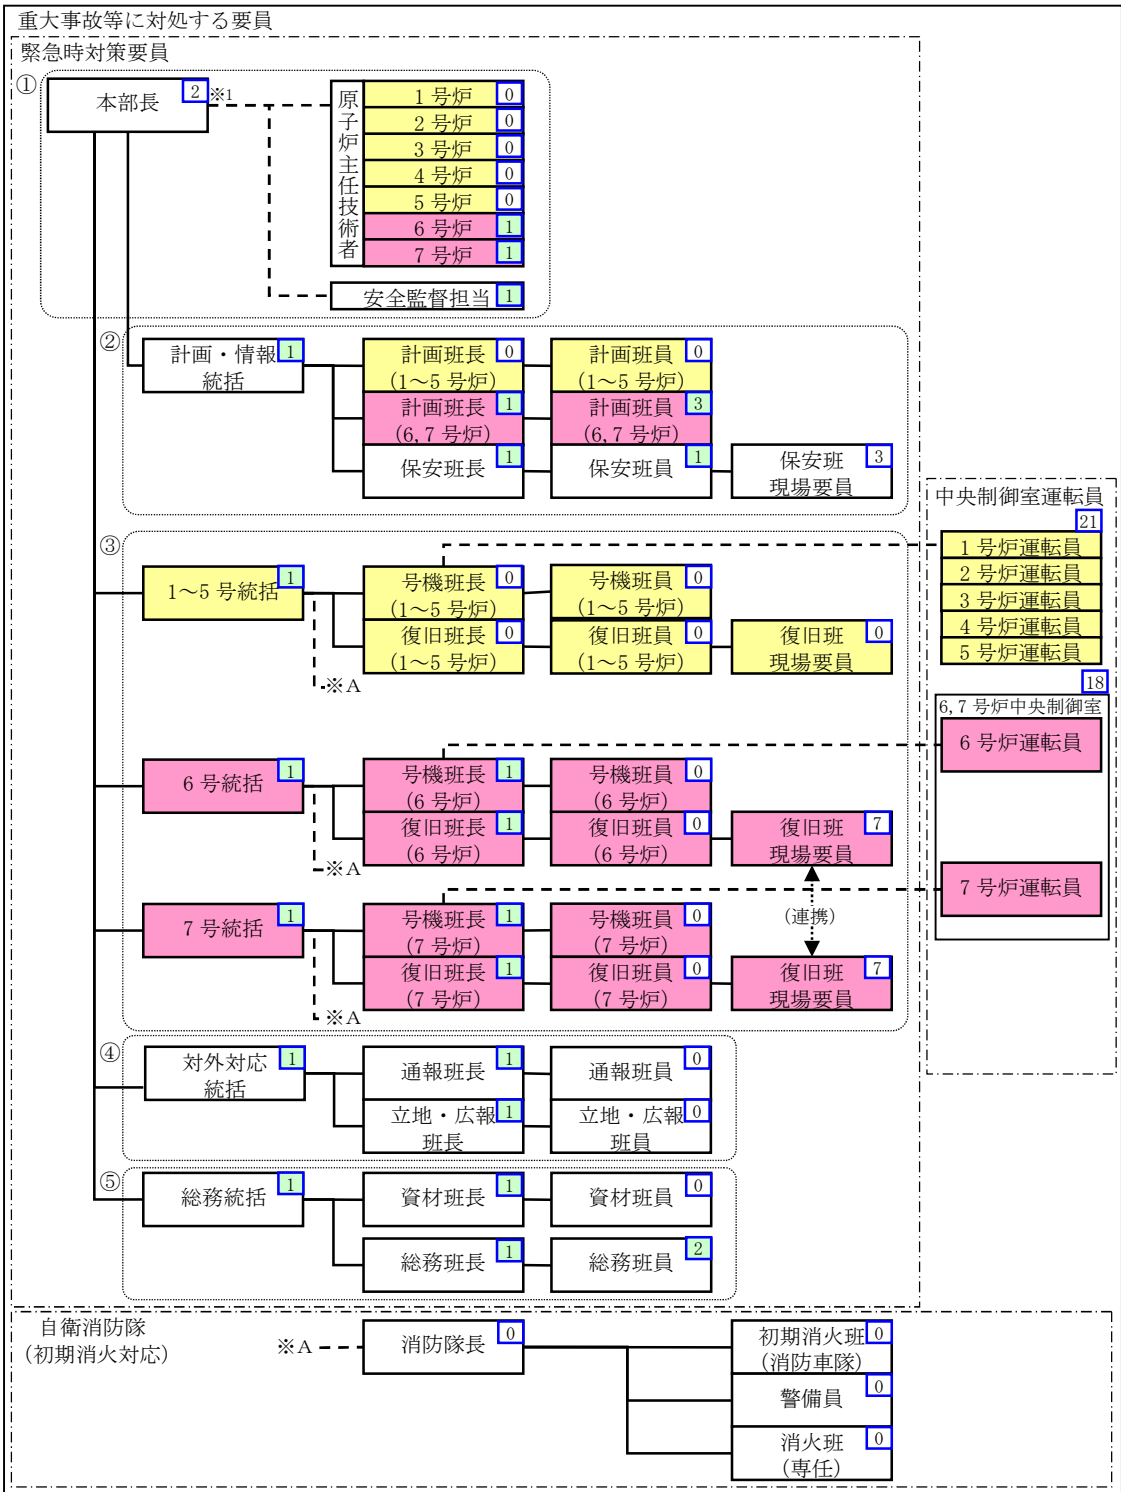 重大事故等に対処する要員
緊急時対策要員
①
本部長
2
※1
原子炉主任技術者
1号炉
0
2号炉
0
3号炉
0
4号炉
0
5号炉
0
6号炉
1
7号炉
1
安全監督担当
1
②
計画・情報
統括
1
計画班長
(1～5号炉)
0
計画班員
(1～5号炉)
0
計画班長
(6,7号炉)
1
計画班員
(6,7号炉)
3
保安班長
1
保安班員
1
保安班
現場要員
3
中央制御室運転員
21
1号炉運転員
2号炉運転員
3号炉運転員
4号炉運転員
5号炉運転員
③
1～5号統括
1
号機班長
(1～5号炉)
0
号機班員
(1～5号炉)
0
復旧班長
(1～5号炉)
0
復旧班員
(1～5号炉)
0
復旧班
現場要員
0
※A
18
6,7号炉中央制御室
6号炉運転員
7号炉運転員
6号統括
1
号機班長
(6号炉)
1
号機班員
(6号炉)
0
復旧班長
(6号炉)
1
復旧班員
(6号炉)
0
復旧班
現場要員
7
※A
(連携)
7号統括
1
号機班長
(7号炉)
1
号機班員
(7号炉)
0
復旧班長
(7号炉)
1
復旧班員
(7号炉)
0
復旧班
現場要員
7
※A
④
対外対応
統括
1
通報班長
1
通報班員
0
立地・広報
班長
1
立地・広報
班員
0
⑤
総務統括
1
資材班長
1
資材班員
0
総務班長
1
総務班員
2
自衛消防隊
(初期消火対応)
※A
消防隊長
0
初期消火班
(消防車隊)
0
警備員
0
消火班
(専任)
0